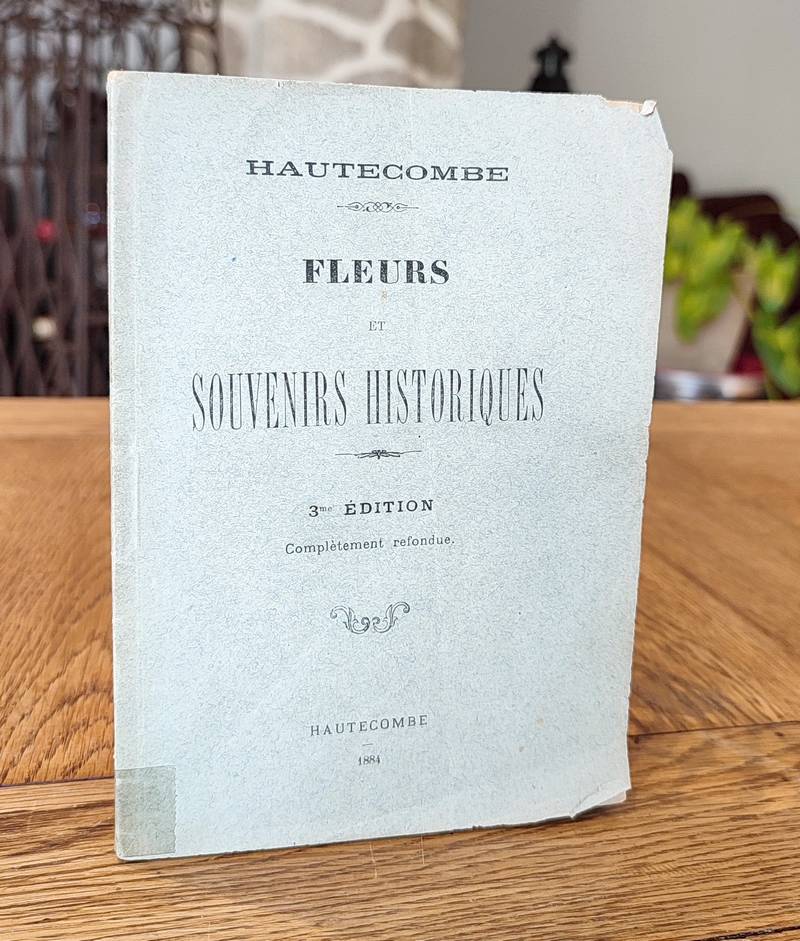 HAUTECOMBE
FLEURS
ET
SOUVENIRS HISTORIQUES
3me ÉDITION
Complètement refondue.
HAUTECOMBE
1884